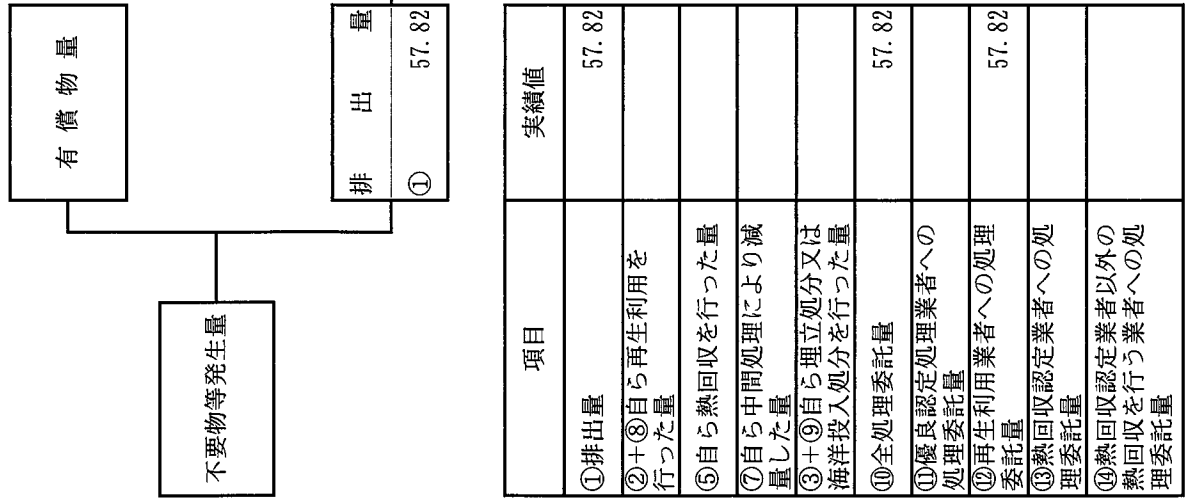 不要物等発生量
有償物量
排出量
① 57.82
項目 実績値
①排出量 57.82
②＋⑧自ら再生利用を
行った量
⑤自ら熱回収を行った量
⑦自ら中間処理により減
量した量
③＋⑨自ら埋立処分又は
海洋投入処分を行った量
⑩全処理委託量 57.82
⑪優良認定処理業者への
処理委託量
⑫再生利用業者への処理
委託量 57.82
⑬熱回収認定業者への処
理委託量
⑭熱回収認定業者以外の
熱回収を行う業者への処
理委託量